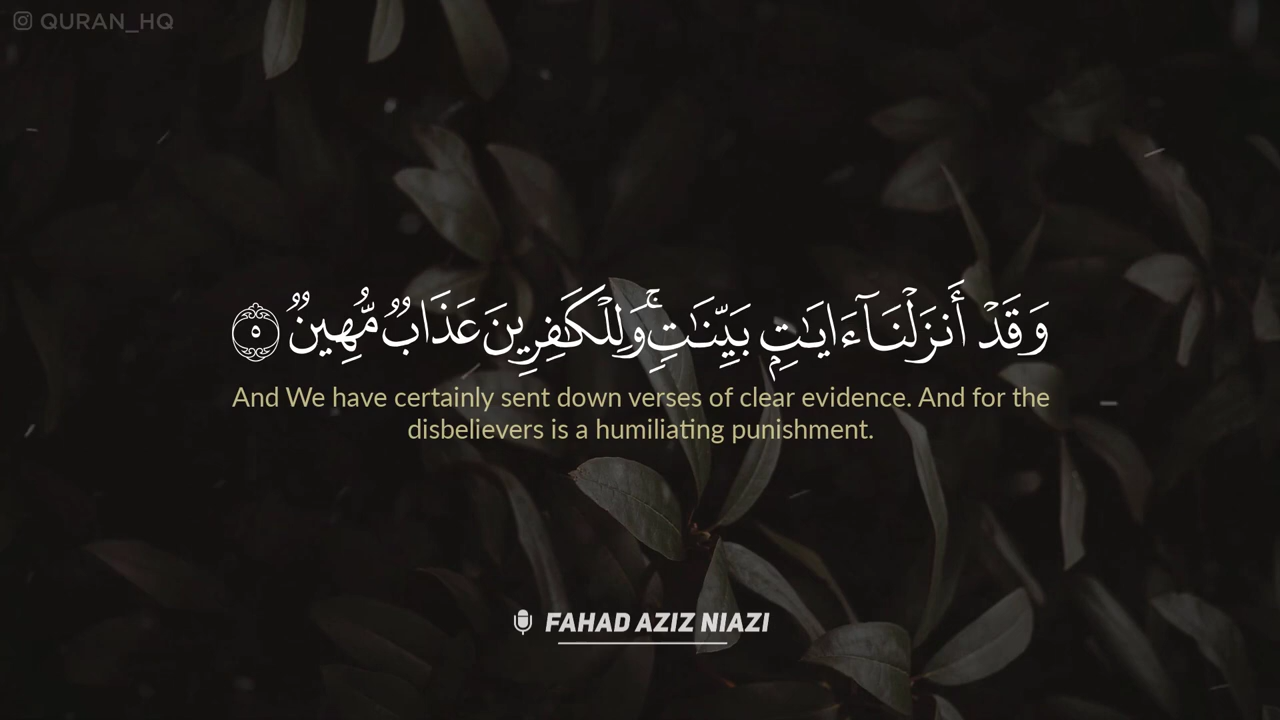 QURAN_HQ
وَقَدْ أَنزَلْنَآ ءَايَـٰتٍۭ بَيِّنَـٰتٍۚ وَلِلْكَـٰفِرِينَ عَذَابٌ مُّهِينٌ ٥
And We have certainly sent down verses of clear evidence. And for the
disbelievers is a humiliating punishment.
FAHAD AZIZ NIAZI